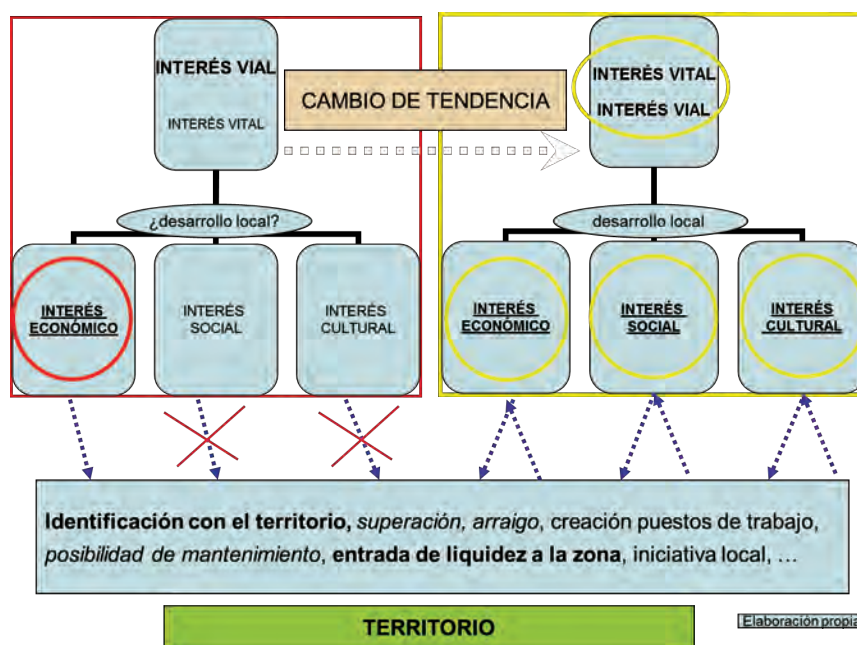 INTERÉS VIAL
INTERÉS VITAL
CAMBIO DE TENDENCIA
INTERÉS VITAL
INTERÉS VIAL
¿desarrollo local?
desarrollo local
INTERÉS
ECONÓMICO
INTERÉS
SOCIAL
INTERÉS
CULTURAL
INTERÉS
ECONÓMICO
INTERÉS
SOCIAL
INTERÉS
CULTURAL
Identificación con el territorio, superación, arraigo, creación puestos de trabajo,
posibilidad de mantenimiento, entrada de liquidez a la zona, iniciativa local, …
TERRITORIO
Elaboración propia